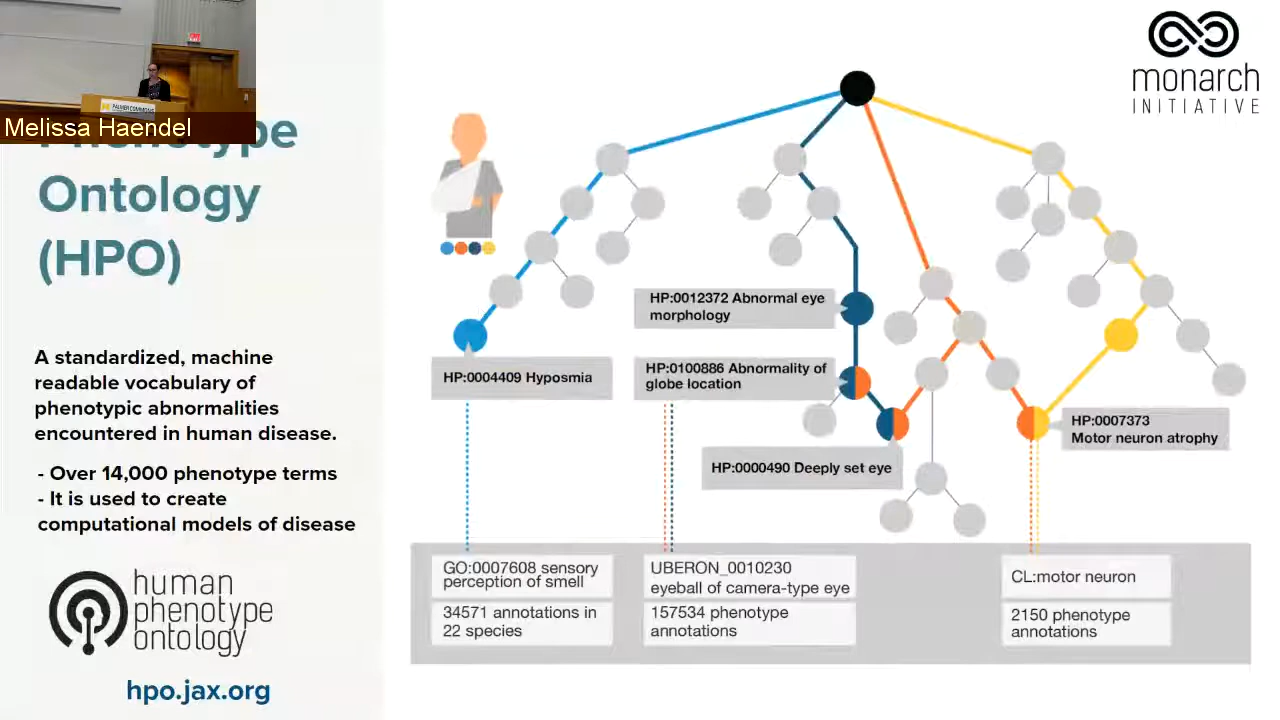 PALMER COMMONS
Melissa Haendel
Phenotype
Ontology
(HPO)
A standardized, machine
readable vocabulary of
phenotypic abnormalities
encountered in human disease.
- Over 14,000 phenotype terms
- It is used to create
computational models of disease
human
phenotype
ontology
hpo.jax.org
monarch
INITIATIVE
HP:0012372 Abnormal eye
morphology
HP:0004409 Hyposmia
HP:0100886 Abnormality of
globe location
HP:0007373
Motor neuron atrophy
HP:0000490 Deeply set eye
GO:0007608 sensory
perception of smell
34571 annotations in
22 species
UBERON_0010230
eyeball of camera-type eye
157534 phenotype
annotations
CL:motor neuron
2150 phenotype
annotations